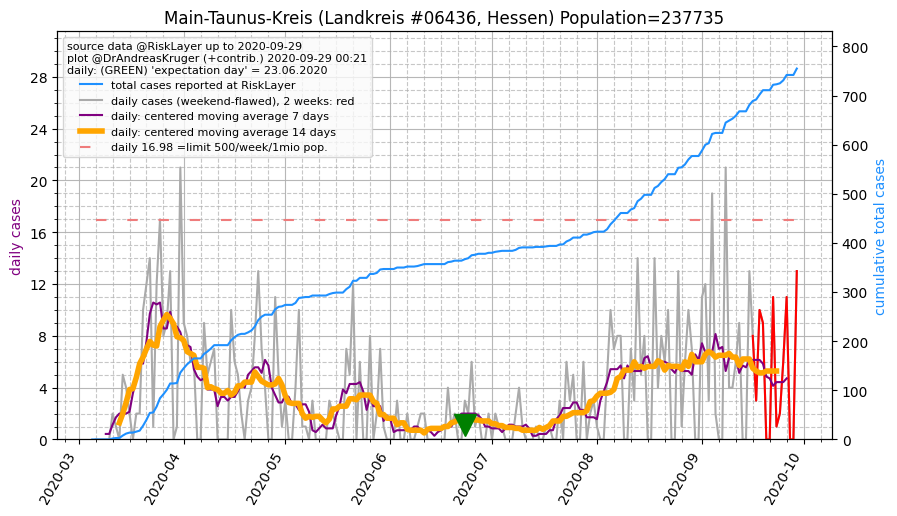 Main-Taunus-Kreis (Landkreis #06436, Hessen) Population=237735
source data @RiskLayer up to 2020-09-29
plot @DrAndreasKruger (+contrib.) 2020-09-29 00:21
daily: (GREEN) 'expectation day' = 23.06.2020
total cases reported at RiskLayer
daily cases (weekend-flawed), 2 weeks: red
daily: centered moving average 7 days
daily: centered moving average 14 days
daily 16.98 =limit 500/week/1mio pop.
daily cases
28
24
20
16
12
8
4
0
cumulative total cases
800
700
600
500
400
300
200
100
0
2020-03
2020-04
2020-05
2020-06
2020-07
2020-08
2020-09
2020-10